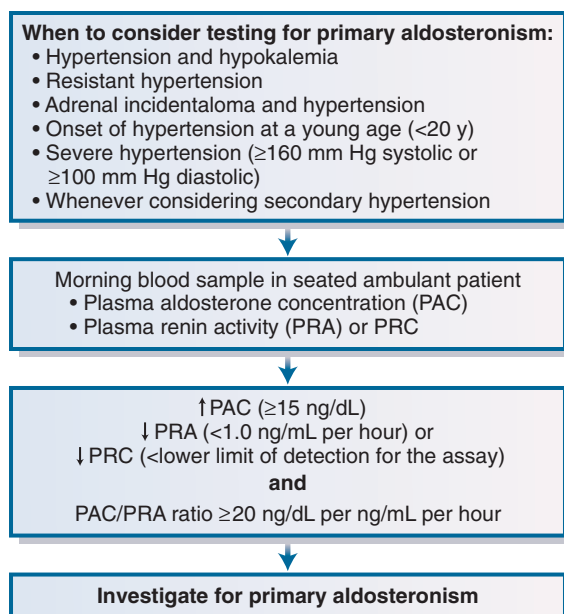 When to consider testing for primary aldosteronism:
• Hypertension and hypokalemia
• Resistant hypertension
• Adrenal incidentaloma and hypertension
• Onset of hypertension at a young age (<20 y)
• Severe hypertension (≥160 mm Hg systolic or
≥100 mm Hg diastolic)
• Whenever considering secondary hypertension
Morning blood sample in seated ambulant patient
• Plasma aldosterone concentration (PAC)
• Plasma renin activity (PRA) or PRC
↑PAC (≥15 ng/dL)
↓PRA (<1.0 ng/mL per hour) or
↓PRC (<lower limit of detection for the assay)
and
PAC/PRA ratio ≥20 ng/dL per ng/mL per hour
Investigate for primary aldosteronism